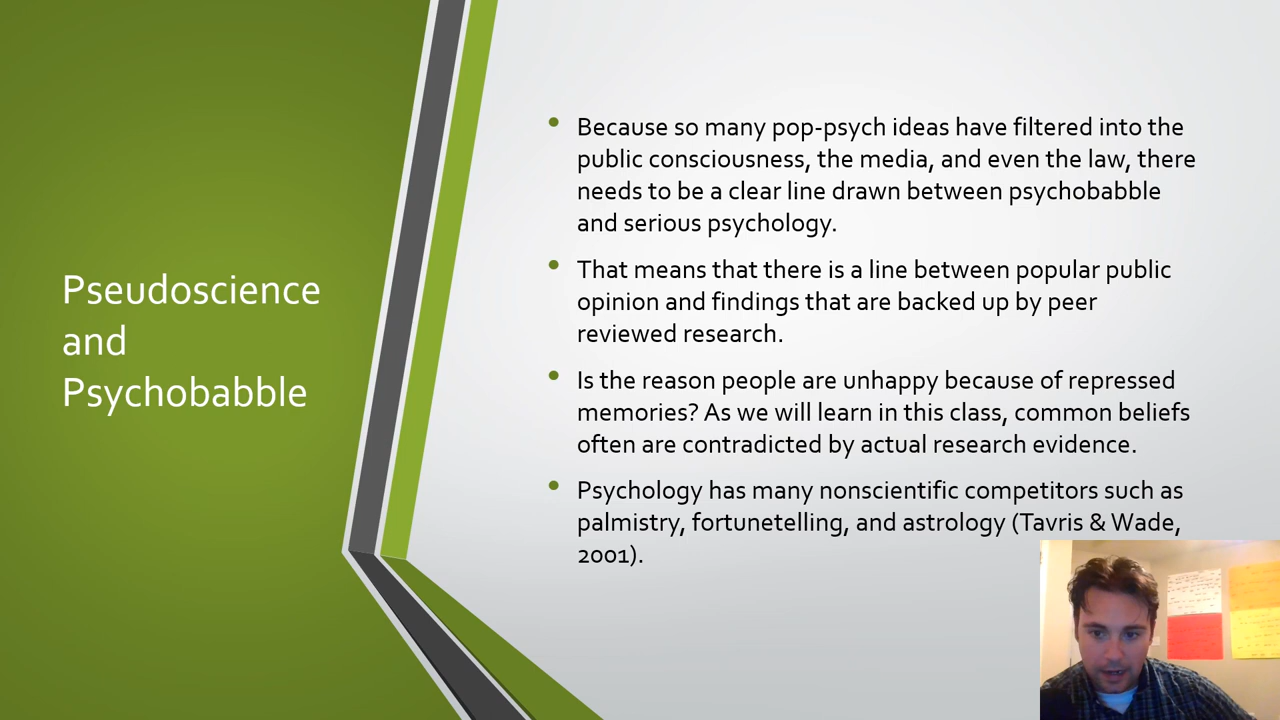 Pseudoscience
and
Psychobabble
• Because so many pop-psych ideas have filtered into the
public consciousness, the media, and even the law, there
needs to be a clear line drawn between psychobabble
and serious psychology.
• That means that there is a line between popular public
opinion and findings that are backed up by peer
reviewed research.
• Is the reason people are unhappy because of repressed
memories? As we will learn in this class, common beliefs
often are contradicted by actual research evidence.
• Psychology has many nonscientific competitors such as
palmistry, fortunetelling, and astrology (Tavris & Wade,
2001).